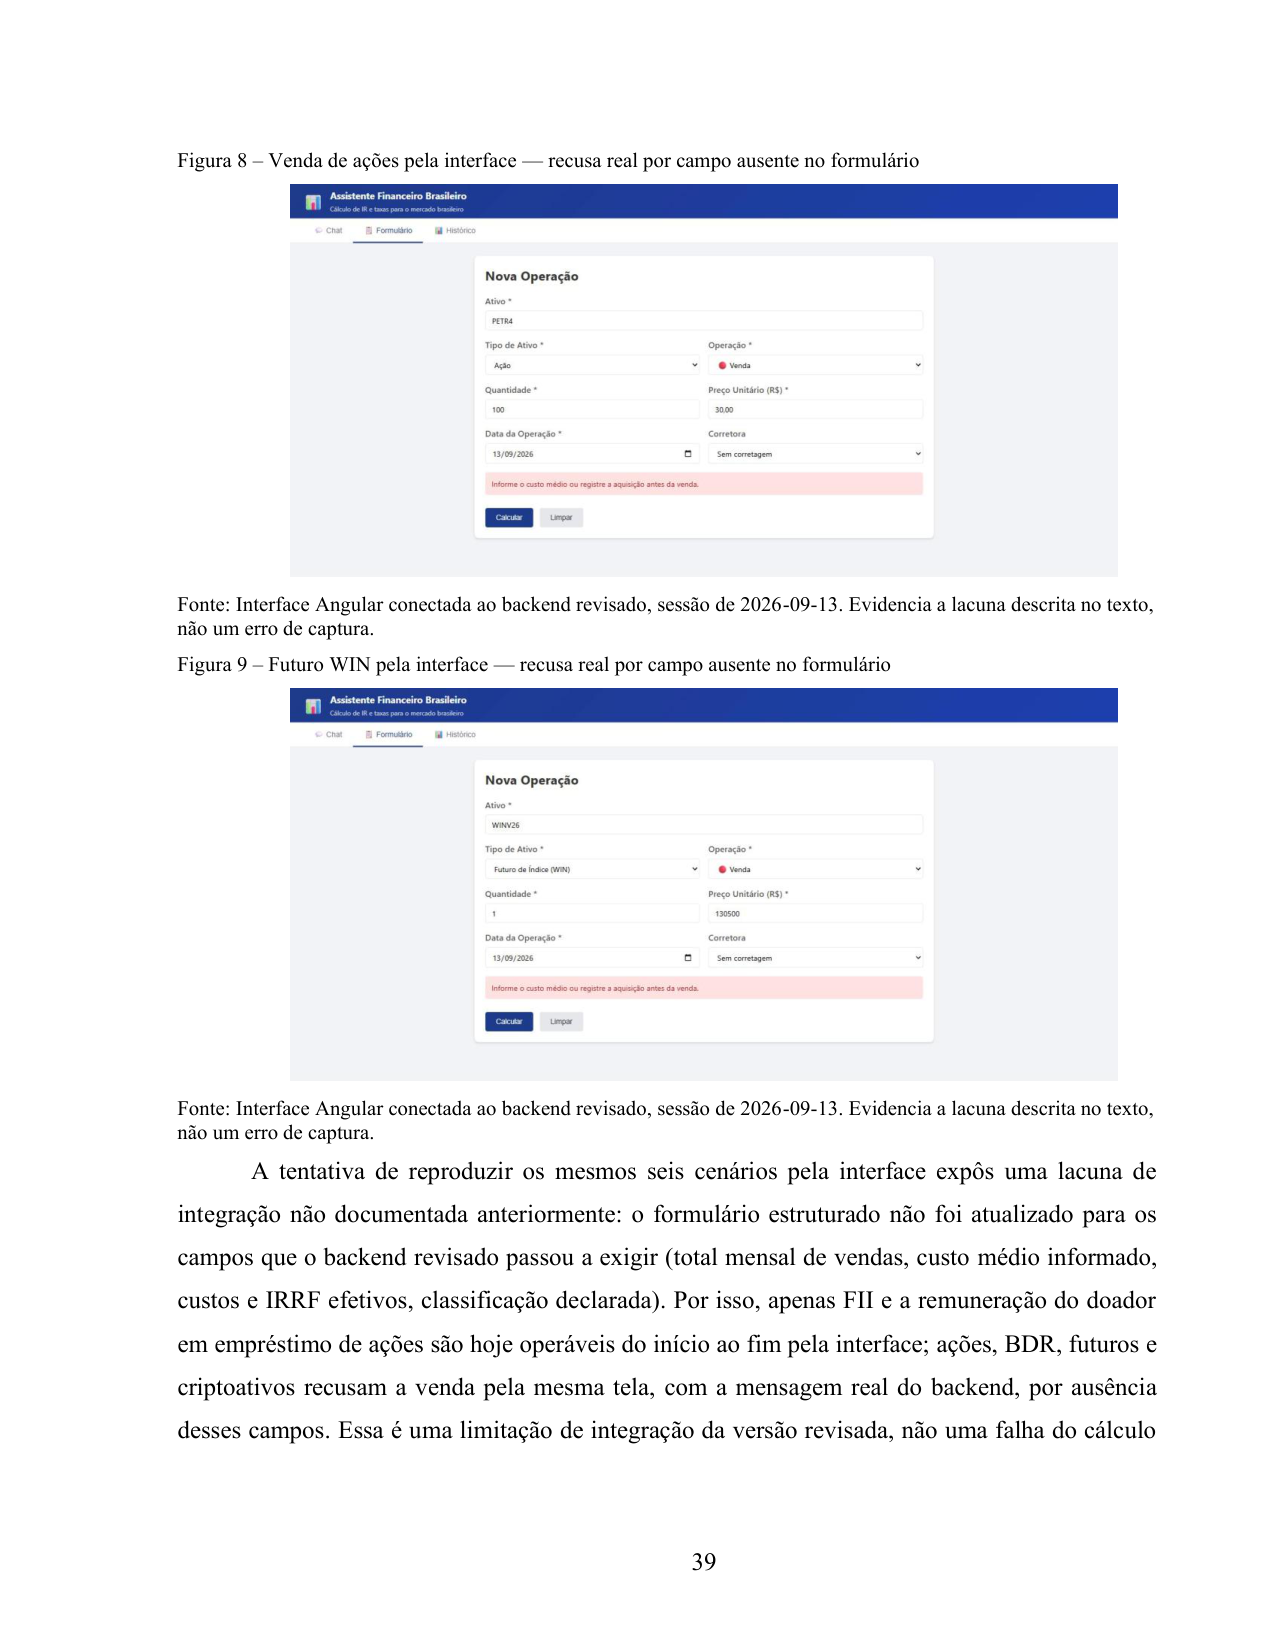 Figura 8 – Venda de ações pela interface — recusa real por campo ausente no formulário
Assistente Financeiro Brasileiro
Cálculo de IR e taxas para o mercado brasileiro
Chat Formulário Histórico
Nova Operação
Ativo *
PETR4
Tipo de Ativo * Operação *
Ação Venda
Quantidade * Preço Unitário (R$) *
100 30,00
Data da Operação * Corretora
13/09/2026 Sem corretagem
Informe o custo médio ou registre a aquisição antes da venda.
Calcular Limpar
Fonte: Interface Angular conectada ao backend revisado, sessão de 2026-09-13. Evidencia a lacuna descrita no texto,
não um erro de captura.
Figura 9 – Futuro WIN pela interface — recusa real por campo ausente no formulário
Assistente Financeiro Brasileiro
Cálculo de IR e taxas para o mercado brasileiro
Chat Formulário Histórico
Nova Operação
Ativo *
WINV26
Tipo de Ativo * Operação *
Futuro de Índice (WIN) Venda
Quantidade * Preço Unitário (R$) *
1 130500
Data da Operação * Corretora
13/09/2026 Sem corretagem
Informe o custo médio ou registre a aquisição antes da venda.
Calcular Limpar
Fonte: Interface Angular conectada ao backend revisado, sessão de 2026-09-13. Evidencia a lacuna descrita no texto,
não um erro de captura.
A tentativa de reproduzir os mesmos seis cenários pela interface expôs uma lacuna de
integração não documentada anteriormente: o formulário estruturado não foi atualizado para os
campos que o backend revisado passou a exigir (total mensal de vendas, custo médio informado,
custos e IRRF efetivos, classificação declarada). Por isso, apenas FII e a remuneração do doador
em empréstimo de ações são hoje operáveis do início ao fim pela interface; ações, BDR, futuros e
criptoativos recusam a venda pela mesma tela, com a mensagem real do backend, por ausência
desses campos. Essa é uma limitação de integração da versão revisada, não uma falha do cálculo
39